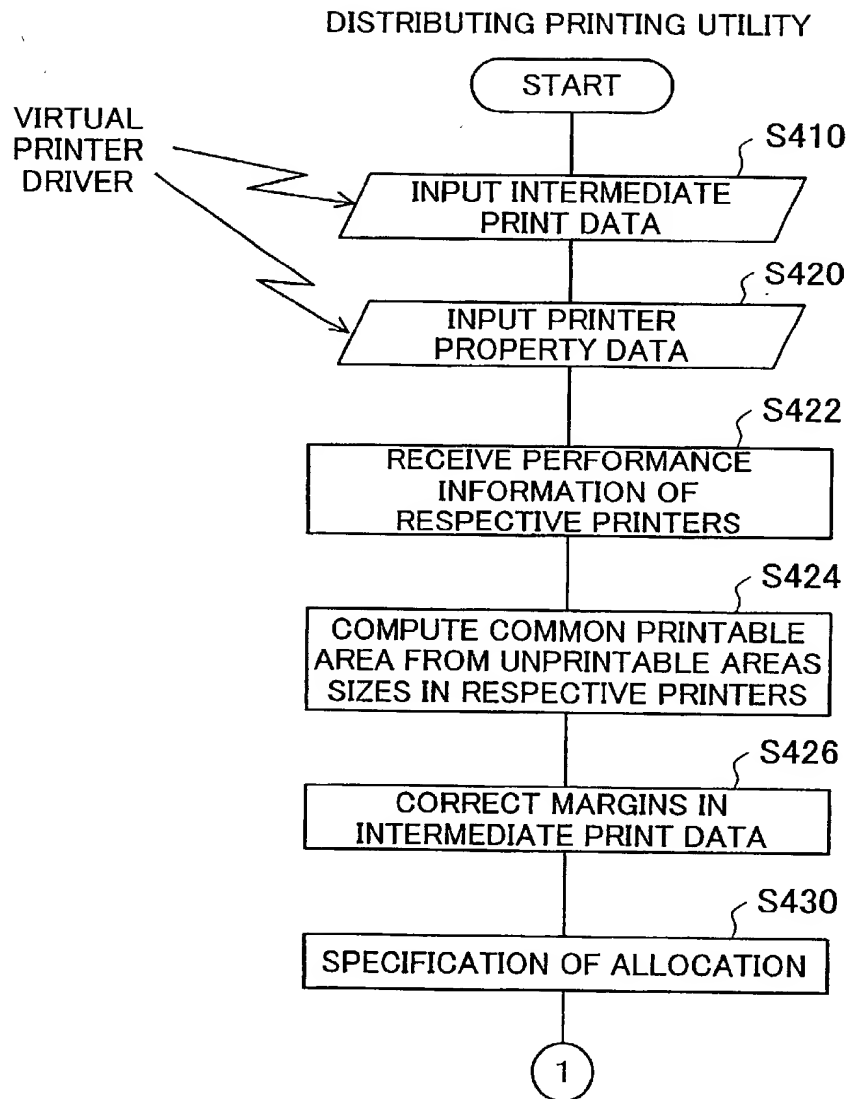 DISTRIBUTING PRINTING UTILITY
START
VIRTUAL
PRINTER
DRIVER
S410
INPUT INTERMEDIATE
PRINT DATA
S420
INPUT PRINTER
PROPERTY DATA
S422
RECEIVE PERFORMANCE
INFORMATION OF
RESPECTIVE PRINTERS
S424
COMPUTE COMMON PRINTABLE
AREA FROM UNPRINTABLE AREAS
SIZES IN RESPECTIVE PRINTERS
S426
CORRECT MARGINS IN
INTERMEDIATE PRINT DATA
S430
SPECIFICATION OF ALLOCATION
1